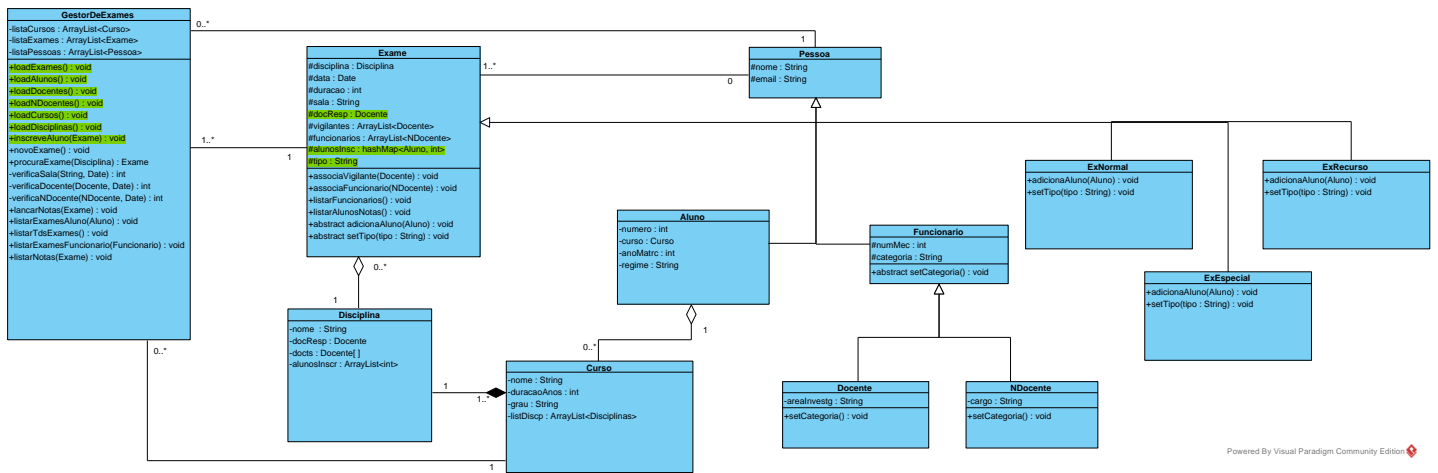 GestorDeExames
-listaCursos : ArrayList<Curso>
-listaExames : ArrayList<Exame>
-listaPessoas : ArrayList<Pessoa>
+loadExames() : void
+loadAlunos() : void
+loadDocentes() : void
+loadNDocentes() : void
+loadCursos() : void
+loadDisciplinas() : void
+inscreveAluno(Exame) : void
+novoExame() : void
+procuraExame(Disciplina) : Exame
-verificaSala(String, Date) : int
-verificaDocente(Docente, Date) : int
-verificaNDocente(NDocente, Date) : int
+lancarNotas(Exame) : void
+listarExamesAluno(Aluno) : void
+listarTdsExames() : void
+listarExamesFuncionario(Funcionario) : void
+listarNotas(Exame) : void
0..*
1
Exame
#disciplina : Disciplina
#data : Date
#duracao : int
#sala : String
#docResp : Docente
#vigilantes : ArrayList<Docente>
#funcionarios : ArrayList<NDocente>
#alunosInsc : hashMap<Aluno, int>
#tipo : String
+associaVigilante(Docente) : void
+associaFuncionario(NDocente) : void
+listarFuncionarios() : void
+listarAlunosNotas() : void
+abstract adicionaAluno(Aluno) : void
+abstract setTipo(tipo : String) : void
1..*
0
1..*
1
Pessoa
#nome : String
#email : String
ExNormal
+adicionaAluno(Aluno) : void
+setTipo(tipo : String) : void
ExRecurso
+adicionaAluno(Aluno) : void
+setTipo(tipo : String) : void
Aluno
-numero : int
-curso : Curso
-anoMatrc : int
-regime : String
Funcionario
#numMec : int
#categoria : String
+abstract setCategoria() : void
ExEspecial
+adicionaAluno(Aluno) : void
+setTipo(tipo : String) : void
0..*
1
Disciplina
-nome : String
-docResp : Docente
-docts : Docente[ ]
-alunosInscr : ArrayList<int>
1
0..*
Curso
-nome : String
-duracaoAnos : int
-grau : String
-listDiscp : ArrayList<Disciplinas>
1
1..*
Docente
-areaInvestg : String
+setCategoria() : void
NDocente
-cargo : String
+setCategoria() : void
0..*
1
Powered By Visual Paradigm Community Edition